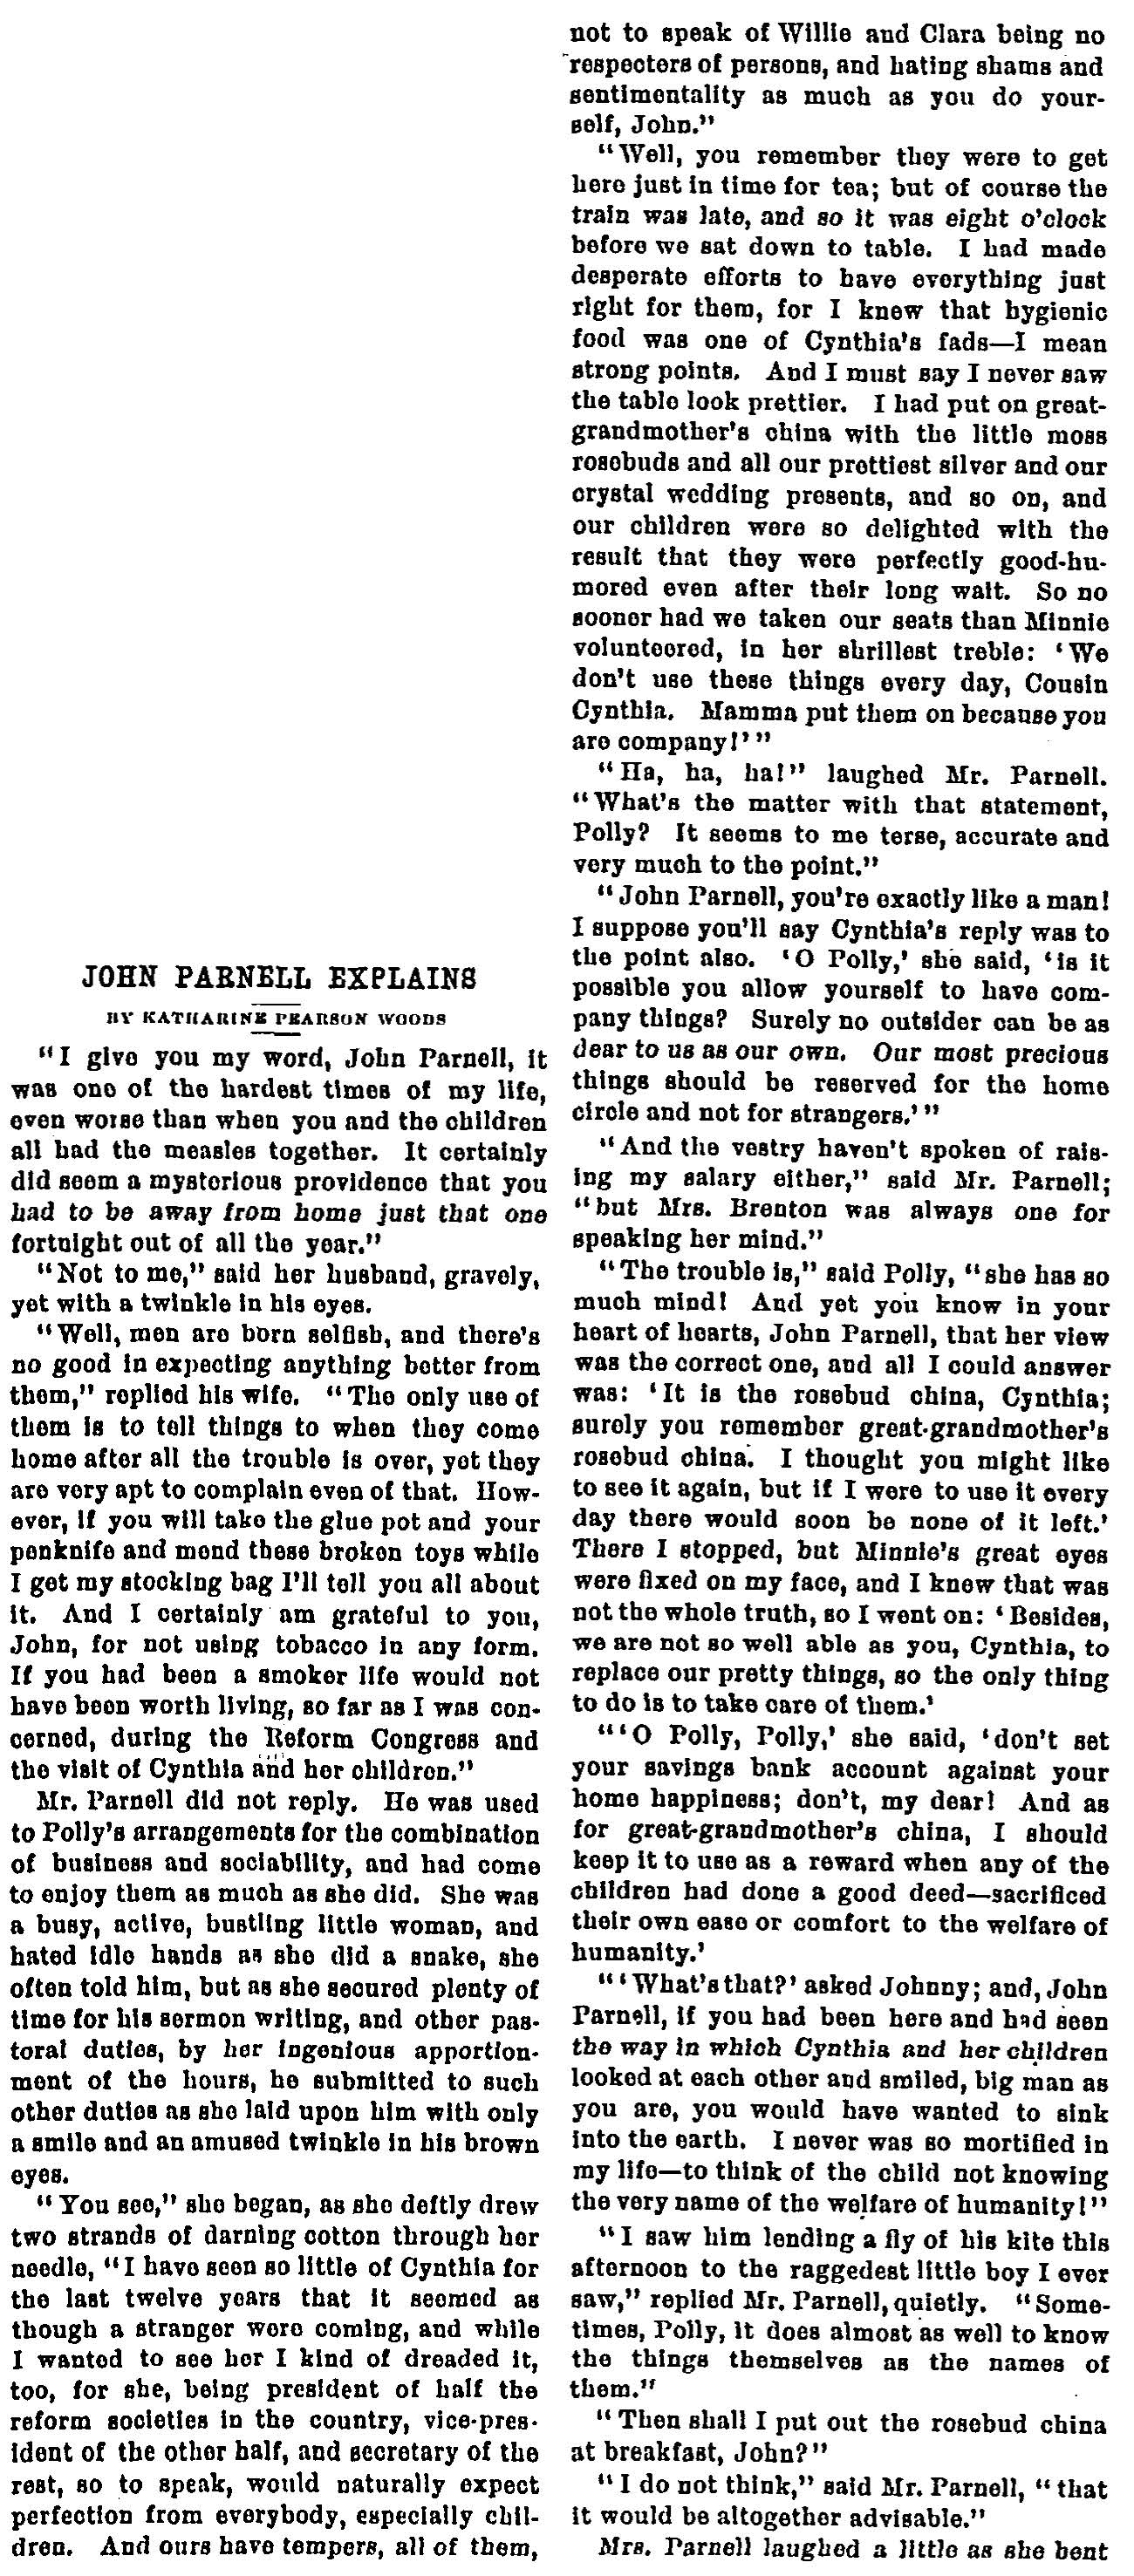 JOHN PARNELL EXPLAINS
BY KATHARINE PEARSON WOODS
"I give you my word, John Parnell, it
was one of the hardest times of my life,
even worse than when you and the children
all had the measles together. It certainly
did seem a mysterious providence that you
had to be away from home just that one
fortnight out of all the year."
"Not to me," said her husband, gravely,
yet with a twinkle in his eyes.
"Well, men are born selfish, and there's
no good in expecting anything better from
them," replied his wife. "The only use of
them is to tell things to when they come
home after all the trouble is over, yet they
are very apt to complain even of that. How-
ever, if you will take the glue pot and your
penknife and mend these broken toys while
I get my stocking bag I'll tell you all about
it. And I certainly am grateful to you,
John, for not using tobacco in any form.
If you had been a smoker life would not
have been worth living, so far as I was con-
cerned, during the Reform Congress and
the visit of Cynthia and her children."
Mr. Parnell did not reply. He was used
to Polly's arrangements for the combination
of business and sociability, and had come
to enjoy them as much as she did. She was
a busy, active, bustling little woman, and
hated idle hands as she did a snake, she
often told him, but as she secured plenty of
time for his sermon writing, and other pas-
toral duties, by her ingenious apportion-
ment of the hours, he submitted to such
other duties as she laid upon him with only
a smile and an amused twinkle in his brown
eyes.
"You see," she began, as she deftly drew
two strands of darning cotton through her
needle, "I have seen so little of Cynthia for
the last twelve years that it seemed as
though a stranger were coming, and while
I wanted to see her I kind of dreaded it,
too, for she, being president of half the
reform societies in the country, vice-pres-
ident of the other half, and secretary of the
rest, so to speak, would naturally expect
perfection from everybody, especially chil-
dren. And ours have tempers, all of them,
not to speak of Willie and Clara being no
respecters of persons, and hating shams and
sentimentality as much as you do your-
self, John."
"Well, you remember they were to get
here just in time for tea; but of course the
train was late, and so it was eight o'clock
before we sat down to table. I had made
desperate efforts to have everything just
right for them, for I knew that hygienic
food was one of Cynthia's fads—I mean
strong points. And I must say I never saw
the table look prettier. I had put on great-
grandmother's china with the little moss
rosebuds and all our prettiest silver and our
crystal wedding presents, and so on, and
our children were so delighted with the
result that they were perfectly good-hu-
mored even after their long wait. So no
sooner had we taken our seats than Minnie
volunteered, in her shrillest treble: 'We
don't use these things every day, Cousin
Cynthia. Mamma put them on because you
are company!'"
"Ha, ha, ha!" laughed Mr. Parnell.
"What's the matter with that statement,
Polly? It seems to me terse, accurate and
very much to the point."
"John Parnell, you're exactly like a man!
I suppose you'll say Cynthia's reply was to
the point also. 'O Polly,' she said, 'is it
possible you allow yourself to have com-
pany things? Surely no outsider can be as
dear to us as our own. Our most precious
things should be reserved for the home
circle and not for strangers.'"
"And the vestry haven't spoken of rais-
ing my salary either," said Mr. Parnell;
"but Mrs. Brenton was always one for
speaking her mind."
"The trouble is," said Polly, "she has so
much mind! And yet you know in your
heart of hearts, John Parnell, that her view
was the correct one, and all I could answer
was: 'It is the rosebud china, Cynthia;
surely you remember great-grandmother's
rosebud china. I thought you might like
to see it again, but if I were to use it every
day there would soon be none of it left.'
There I stopped, but Minnie's great eyes
were fixed on my face, and I knew that was
not the whole truth, so I went on: 'Besides,
we are not so well able as you, Cynthia, to
replace our pretty things, so the only thing
to do is to take care of them.'
"'O Polly, Polly,' she said, 'don't set
your savings bank account against your
home happiness; don't, my dear! And as
for great-grandmother's china, I should
keep it to use as a reward when any of the
children had done a good deed—sacrificed
their own ease or comfort to the welfare of
humanity.'
"'What's that?' asked Johnny; and, John
Parnell, if you had been here and had seen
the way in which Cynthia and her children
looked at each other and smiled, big man as
you are, you would have wanted to sink
into the earth. I never was so mortified in
my life—to think of the child not knowing
the very name of the welfare of humanity!"
"I saw him lending a fly of his kite this
afternoon to the raggedest little boy I ever
saw," replied Mr. Parnell, quietly. "Some-
times, Polly, it does almost as well to know
the things themselves as the names of
them."
"Then shall I put out the rosebud china
at breakfast, John?"
"I do not think," said Mr. Parnell, "that
it would be altogether advisable."
Mrs. Parnell laughed a little as she bent